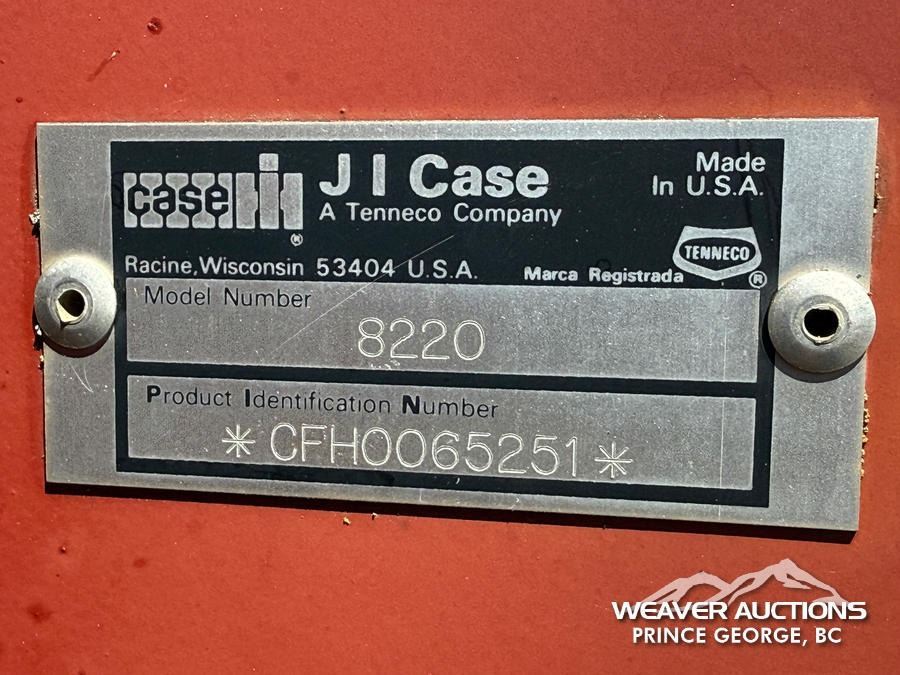 case IH ®
J I Case
A Tenneco Company
Made
In U.S.A.
TENNECO ®
Racine, Wisconsin 53404 U.S.A.
Marca Registrada
Model Number
8220
Product Identification Number
* CFH0065251 *
WEAVER AUCTIONS
PRINCE GEORGE, BC